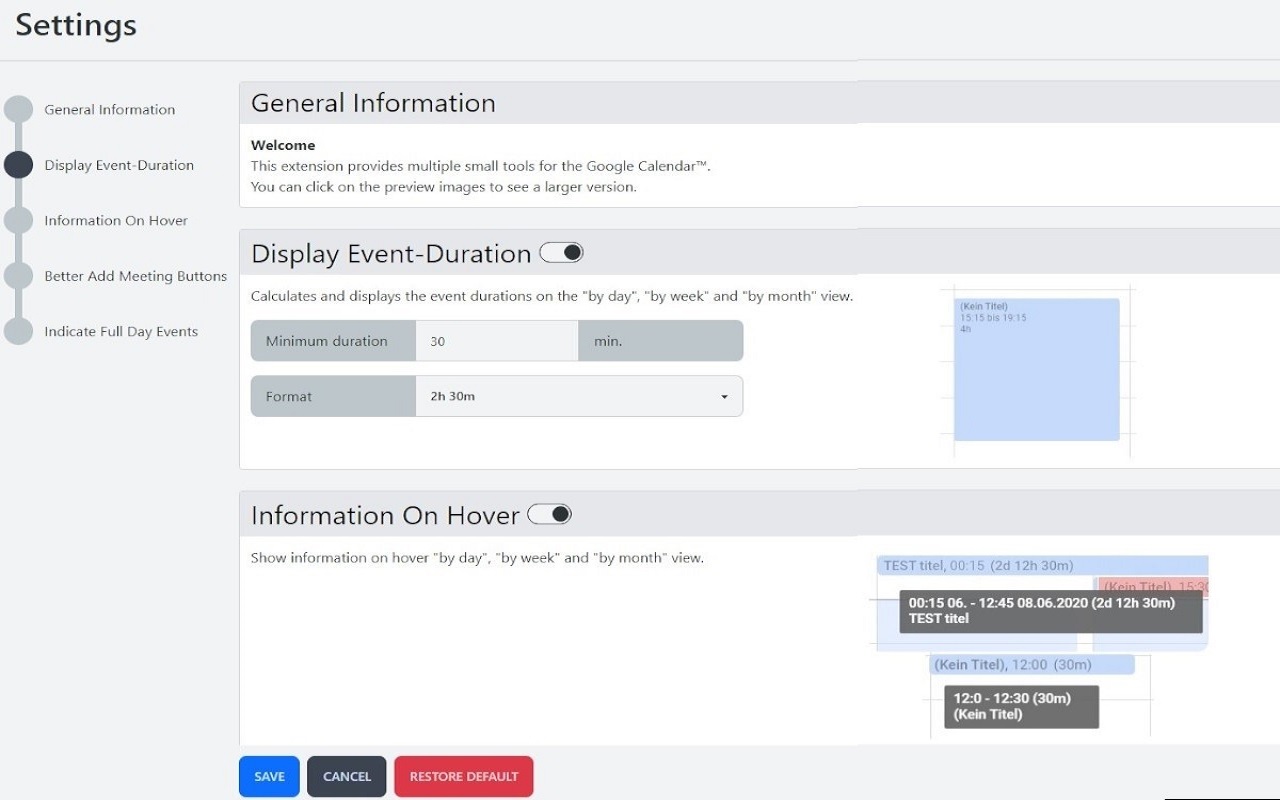 Settings
General Information
Display Event-Duration
Information On Hover
Better Add Meeting Buttons
Indicate Full Day Events
General Information
Welcome
This extension provides multiple small tools for the Google Calendar™.
You can click on the preview images to see a larger version.
Display Event-Duration
Calculates and displays the event durations on the "by day", "by week" and "by month" view.
Minimum duration 30 min.
Format 2h 30m
(Kein Titel)
15:15 bis 19:15
4h
Information On Hover
Show information on hover "by day", "by week" and "by month" view.
TEST titel, 00:15 (2d 12h 30m)
(Kein Titel), 15:30
00:15 06. - 12:45 08.06.2020 (2d 12h 30m)
TEST titel
(Kein Titel), 12:00 (30m)
12:0 - 12:30 (30m)
(Kein Titel)
SAVE CANCEL RESTORE DEFAULT